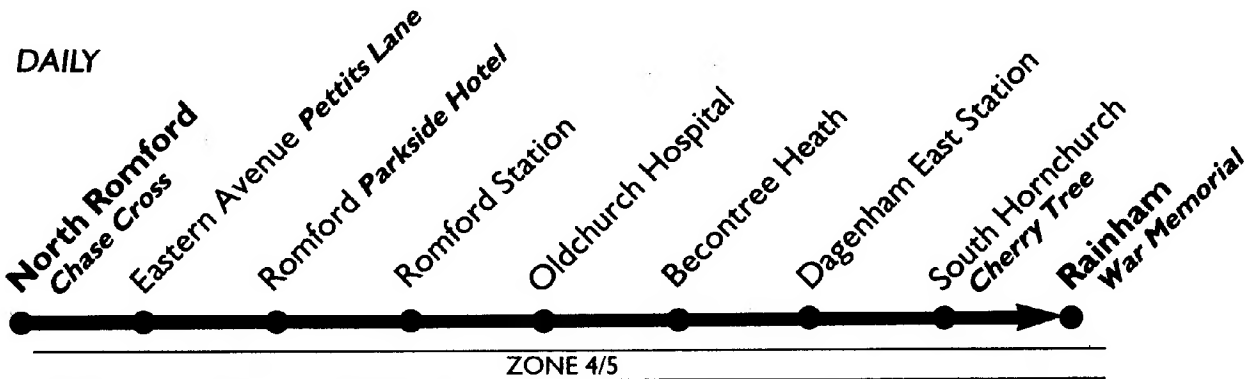 DAILY
North Romford
Chase Cross
Eastern Avenue Pettits Lane
Romford Parkside Hotel
Romford Station
Oldchurch Hospital
Becontree Heath
Dagenham East Station
South Hornchurch
Cherry Tree
Rainham
War Memorial
ZONE 4/5